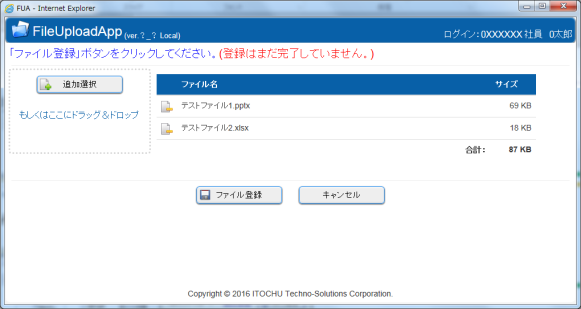 FUA - Internet Explorer
FileUploadApp (ver.?_? Local)
ログイン:0XXXXXX 社員 0太郎
「ファイル登録」ボタンをクリックしてください。(登録はまだ完了していません。)
追加選択
もしくはここにドラッグ&ドロップ
ファイル名 サイズ
テストファイル1.pptx 69 KB
テストファイル2.xlsx 18 KB
合計: 87 KB
ファイル登録 キャンセル
Copyright © 2016 ITOCHU Techno-Solutions Corporation.